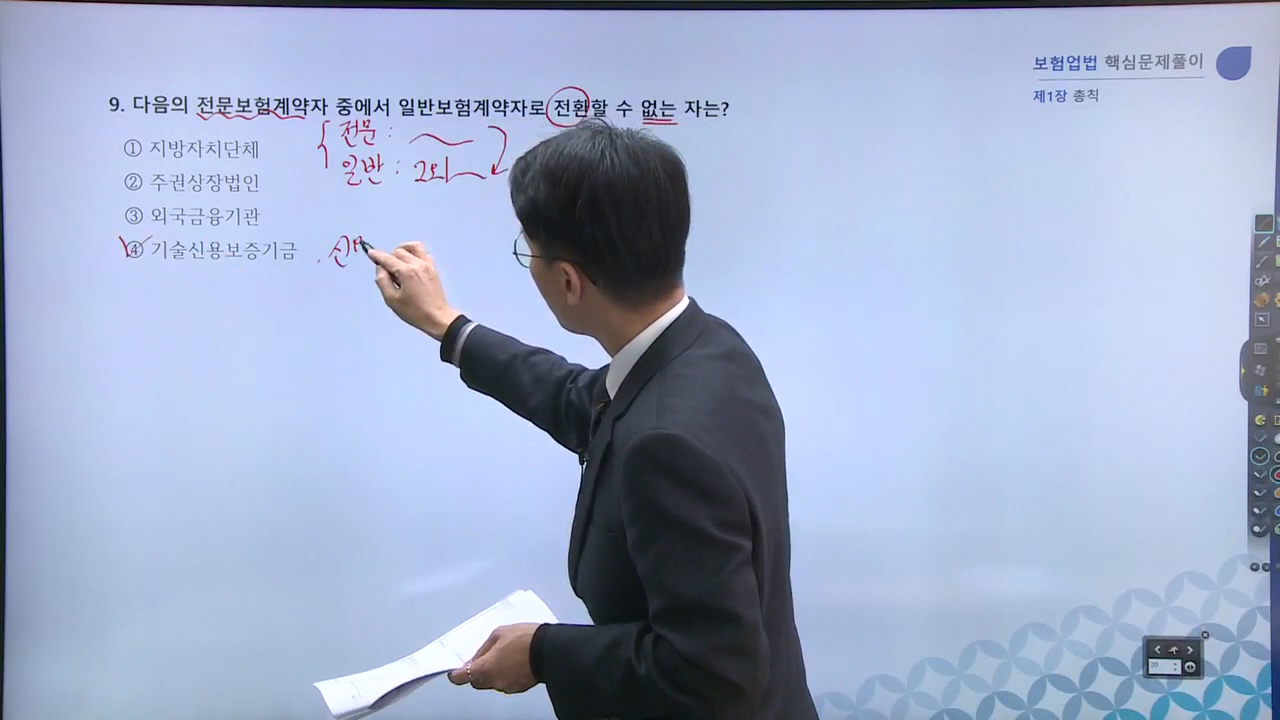 보험업법 핵심문제풀이
제1장 총칙
9. 다음의 전문보험계약자 중에서 일반보험계약자로 전환할 수 없는 자는?
전문 :
일반 : 그외
① 지방자치단체
② 주권상장법인
③ 외국금융기관
④ 기술신용보증기금
20